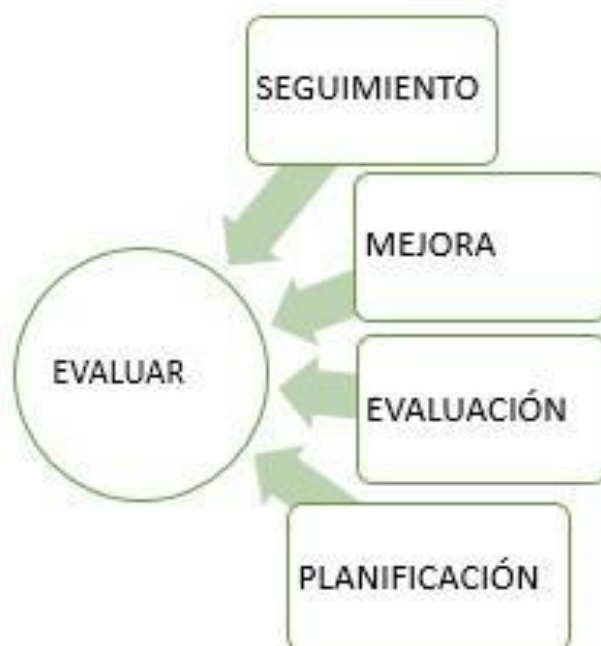 SEGUIMIENTO
MEJORA
EVALUAR
EVALUACIÓN
PLANIFICACIÓN